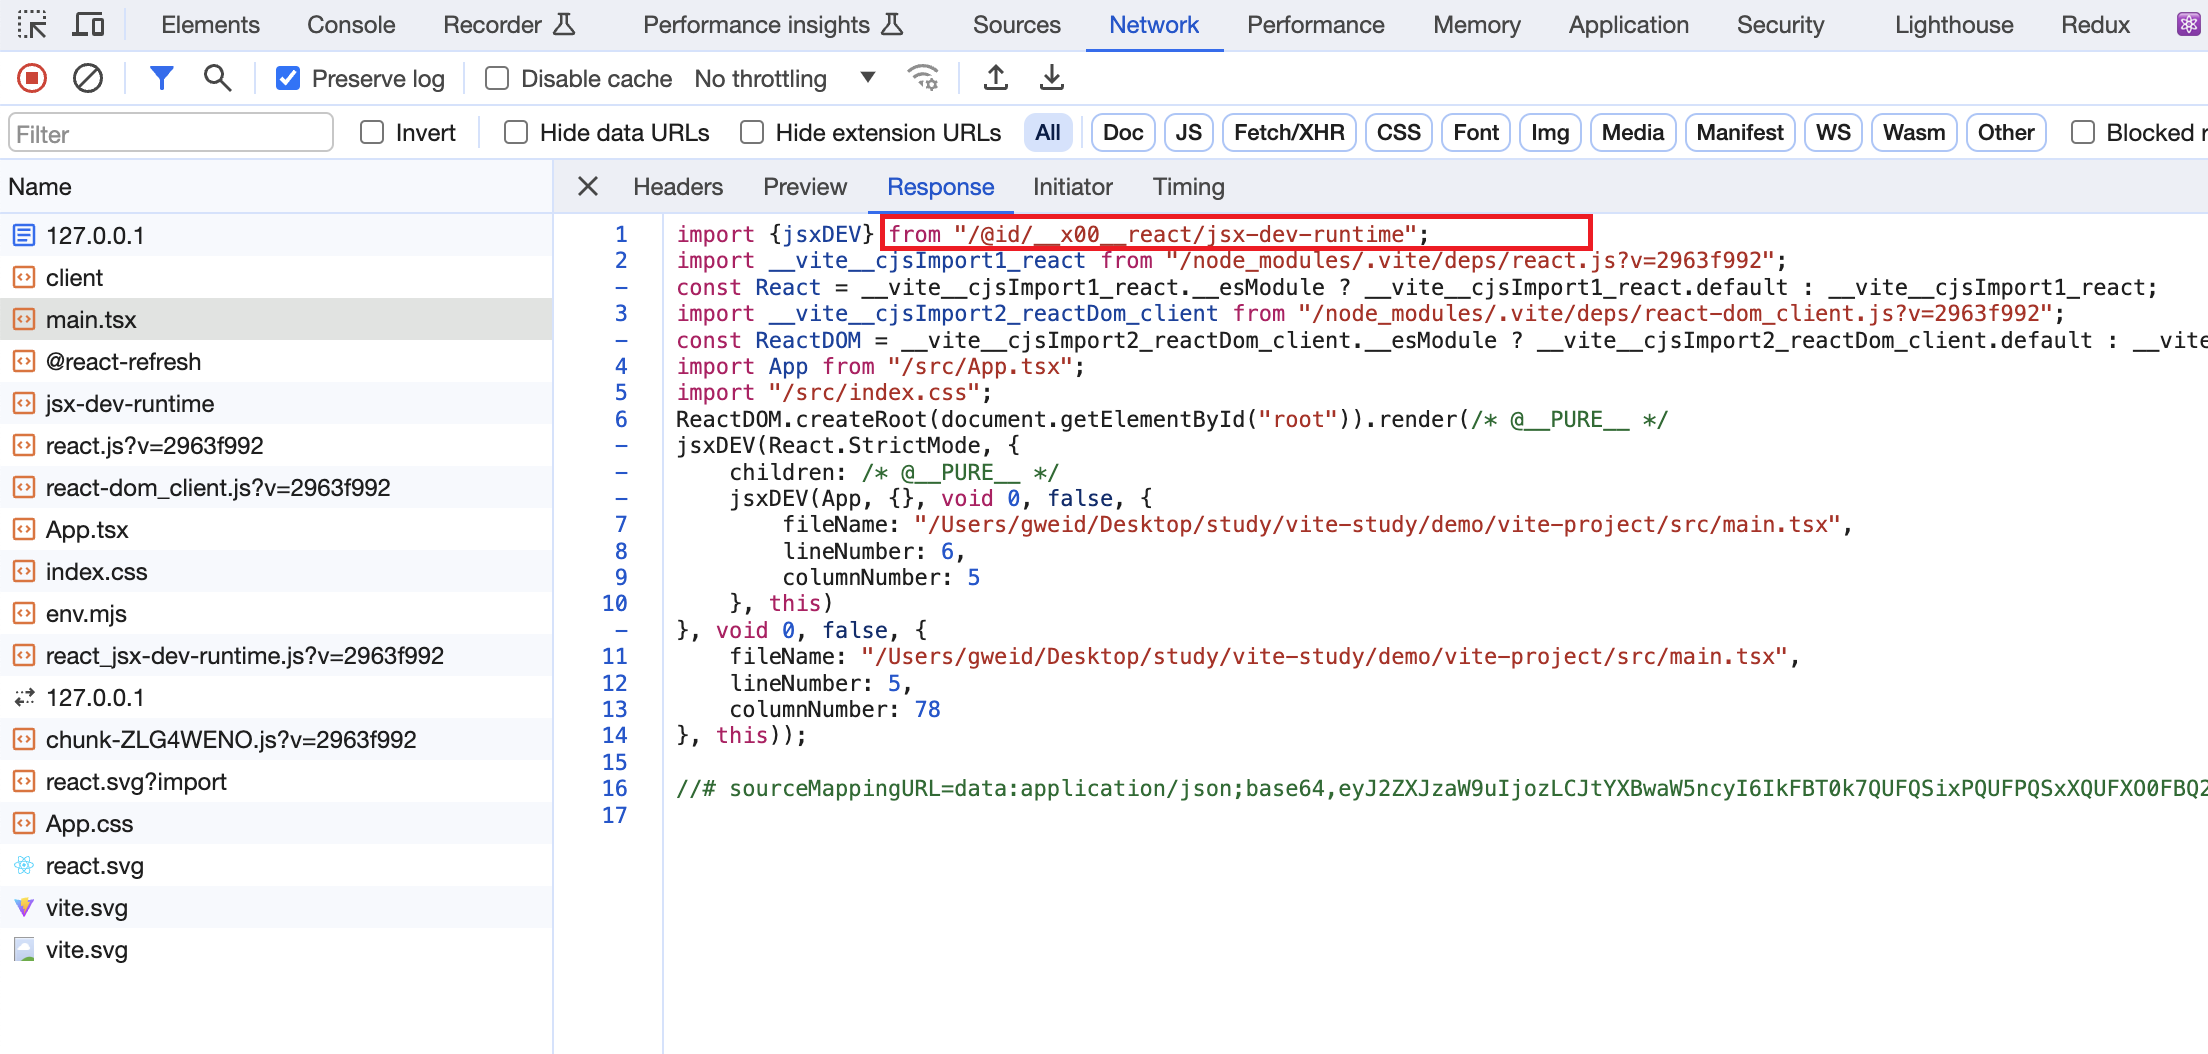 Elements Console Recorder Performance insights Sources Network Performance Memory Application Security Lighthouse Redux
Preserve log Disable cache No throttling
Filter Invert Hide data URLs Hide extension URLs All Doc JS Fetch/XHR CSS Font Img Media Manifest WS Wasm Other Blocked r
Name
Headers Preview Response Initiator Timing
127.0.0.1
client
main.tsx
@react-refresh
jsx-dev-runtime
react.js?v=2963f992
react-dom_client.js?v=2963f992
App.tsx
index.css
env.mjs
react_jsx-dev-runtime.js?v=2963f992
127.0.0.1
chunk-ZLG4WENO.js?v=2963f992
react.svg?import
App.css
react.svg
vite.svg
vite.svg
1 import {jsxDEV} from "/@id/__x00__react/jsx-dev-runtime";
2 import __vite__cjsImport1_react from "/node_modules/.vite/deps/react.js?v=2963f992";
- const React = __vite__cjsImport1_react.__esModule ? __vite__cjsImport1_react.default : __vite__cjsImport1_react;
3 import __vite__cjsImport2_reactDom_client from "/node_modules/.vite/deps/react-dom_client.js?v=2963f992";
- const ReactDOM = __vite__cjsImport2_reactDom_client.__esModule ? __vite__cjsImport2_reactDom_client.default : __vite
4 import App from "/src/App.tsx";
5 import "/src/index.css";
6 ReactDOM.createRoot(document.getElementById("root")).render(/* @__PURE__ */
- jsxDEV(React.StrictMode, {
- children: /* @__PURE__ */
- jsxDEV(App, {}, void 0, false, {
7 fileName: "/Users/gweid/Desktop/study/vite-study/demo/vite-project/src/main.tsx",
8 lineNumber: 6,
9 columnNumber: 5
10 }, this)
- }, void 0, false, {
11 fileName: "/Users/gweid/Desktop/study/vite-study/demo/vite-project/src/main.tsx",
12 lineNumber: 5,
13 columnNumber: 78
14 }, this));
15
16 //# sourceMappingURL=data:application/json;base64,eyJ2ZXJzaW9uIjozLCJtYXBwaW5ncyI6IkFBT0k7QUFQSixPQUFPQSxXQUFXO0FBQ2
17